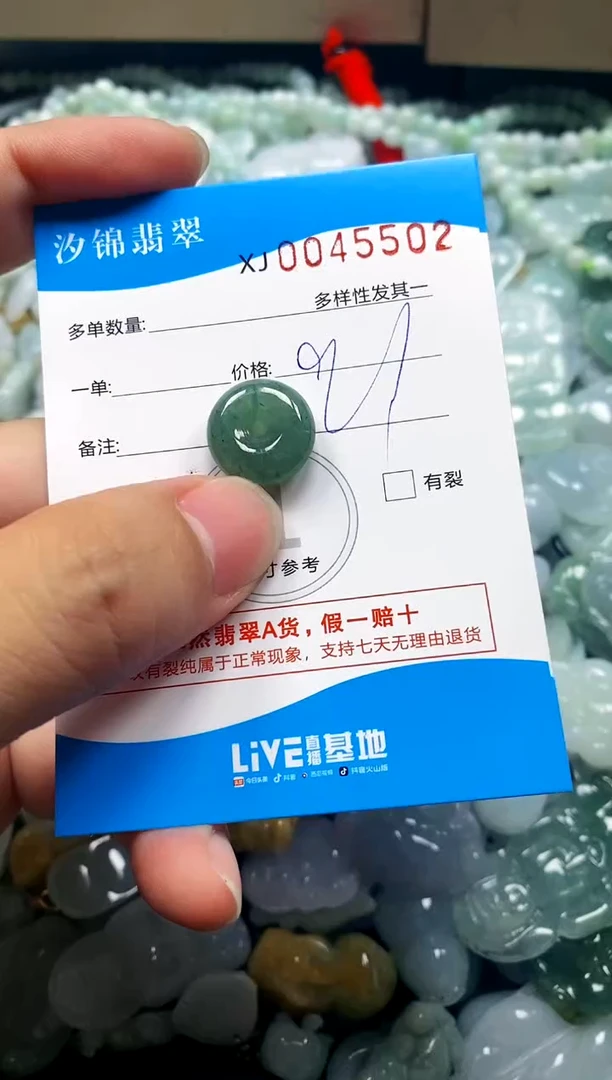 汐锦翡翠
XJ0045502
多样性发其一
多单数量:
一单:
价格:
备注:
有裂
寸参考
翡翠A货，假一赔十
有裂纯属于正常现象，支持七天无理由退货
LIVE直播基地
今日头条 抖音 西瓜视频 抖音火山版